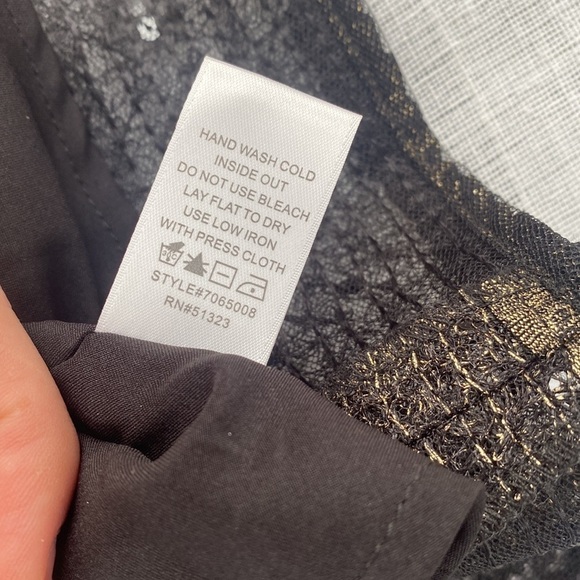 HAND WASH COLD
INSIDE OUT
DO NOT USE BLEACH
LAY FLAT TO DRY
USE LOW IRON
WITH PRESS CLOTH
STYLE#7065008
RN#51323